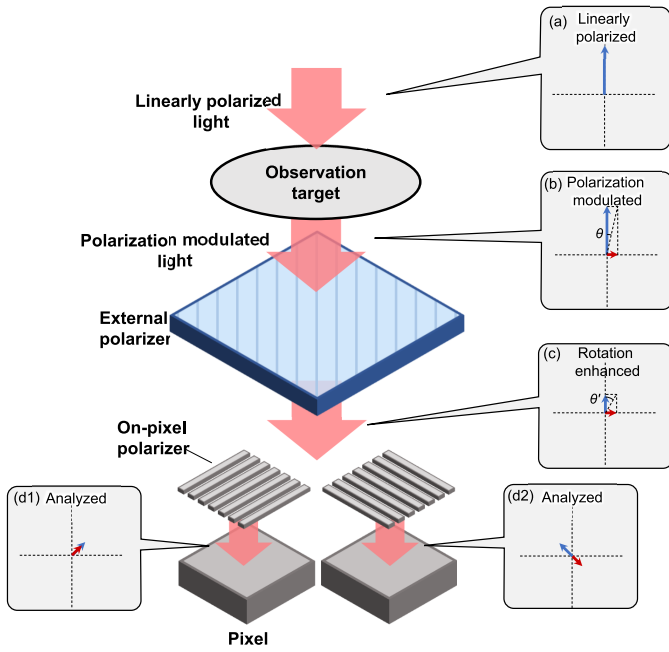 (a)
Linearly
polarized
Linearly polarized
light
Observation
target
(b)
Polarization
modulated
θ
Polarization modulated
light
External
polarizer
(c)
Rotation
enhanced
θ'
On-pixel
polarizer
(d1) Analyzed
(d2) Analyzed
Pixel